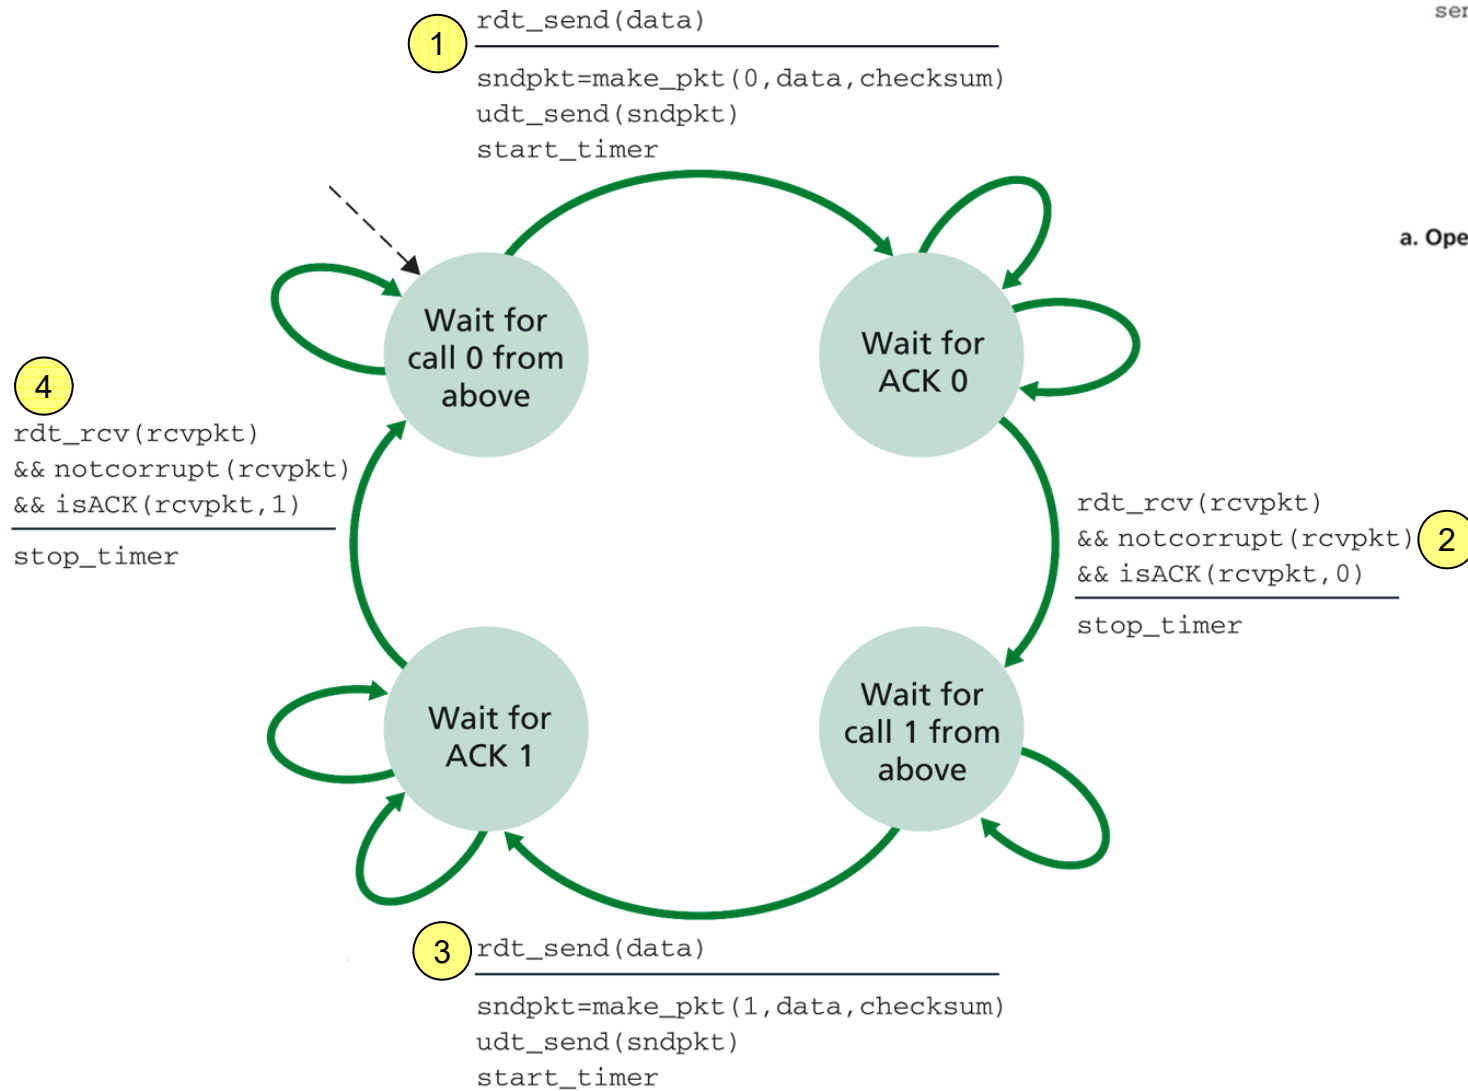 1
rdt_send(data)
sndpkt=make_pkt(0,data,checksum)
udt_send(sndpkt)
start_timer
a. Ope
Wait for
call 0 from
above
Wait for
ACK 0
4
rdt_rcv(rcvpkt)
&& notcorrupt(rcvpkt)
&& isACK(rcvpkt,1)
stop_timer
rdt_rcv(rcvpkt)
&& notcorrupt(rcvpkt)
&& isACK(rcvpkt,0)
stop_timer
2
Wait for
ACK 1
Wait for
call 1 from
above
3
rdt_send(data)
sndpkt=make_pkt(1,data,checksum)
udt_send(sndpkt)
start_timer